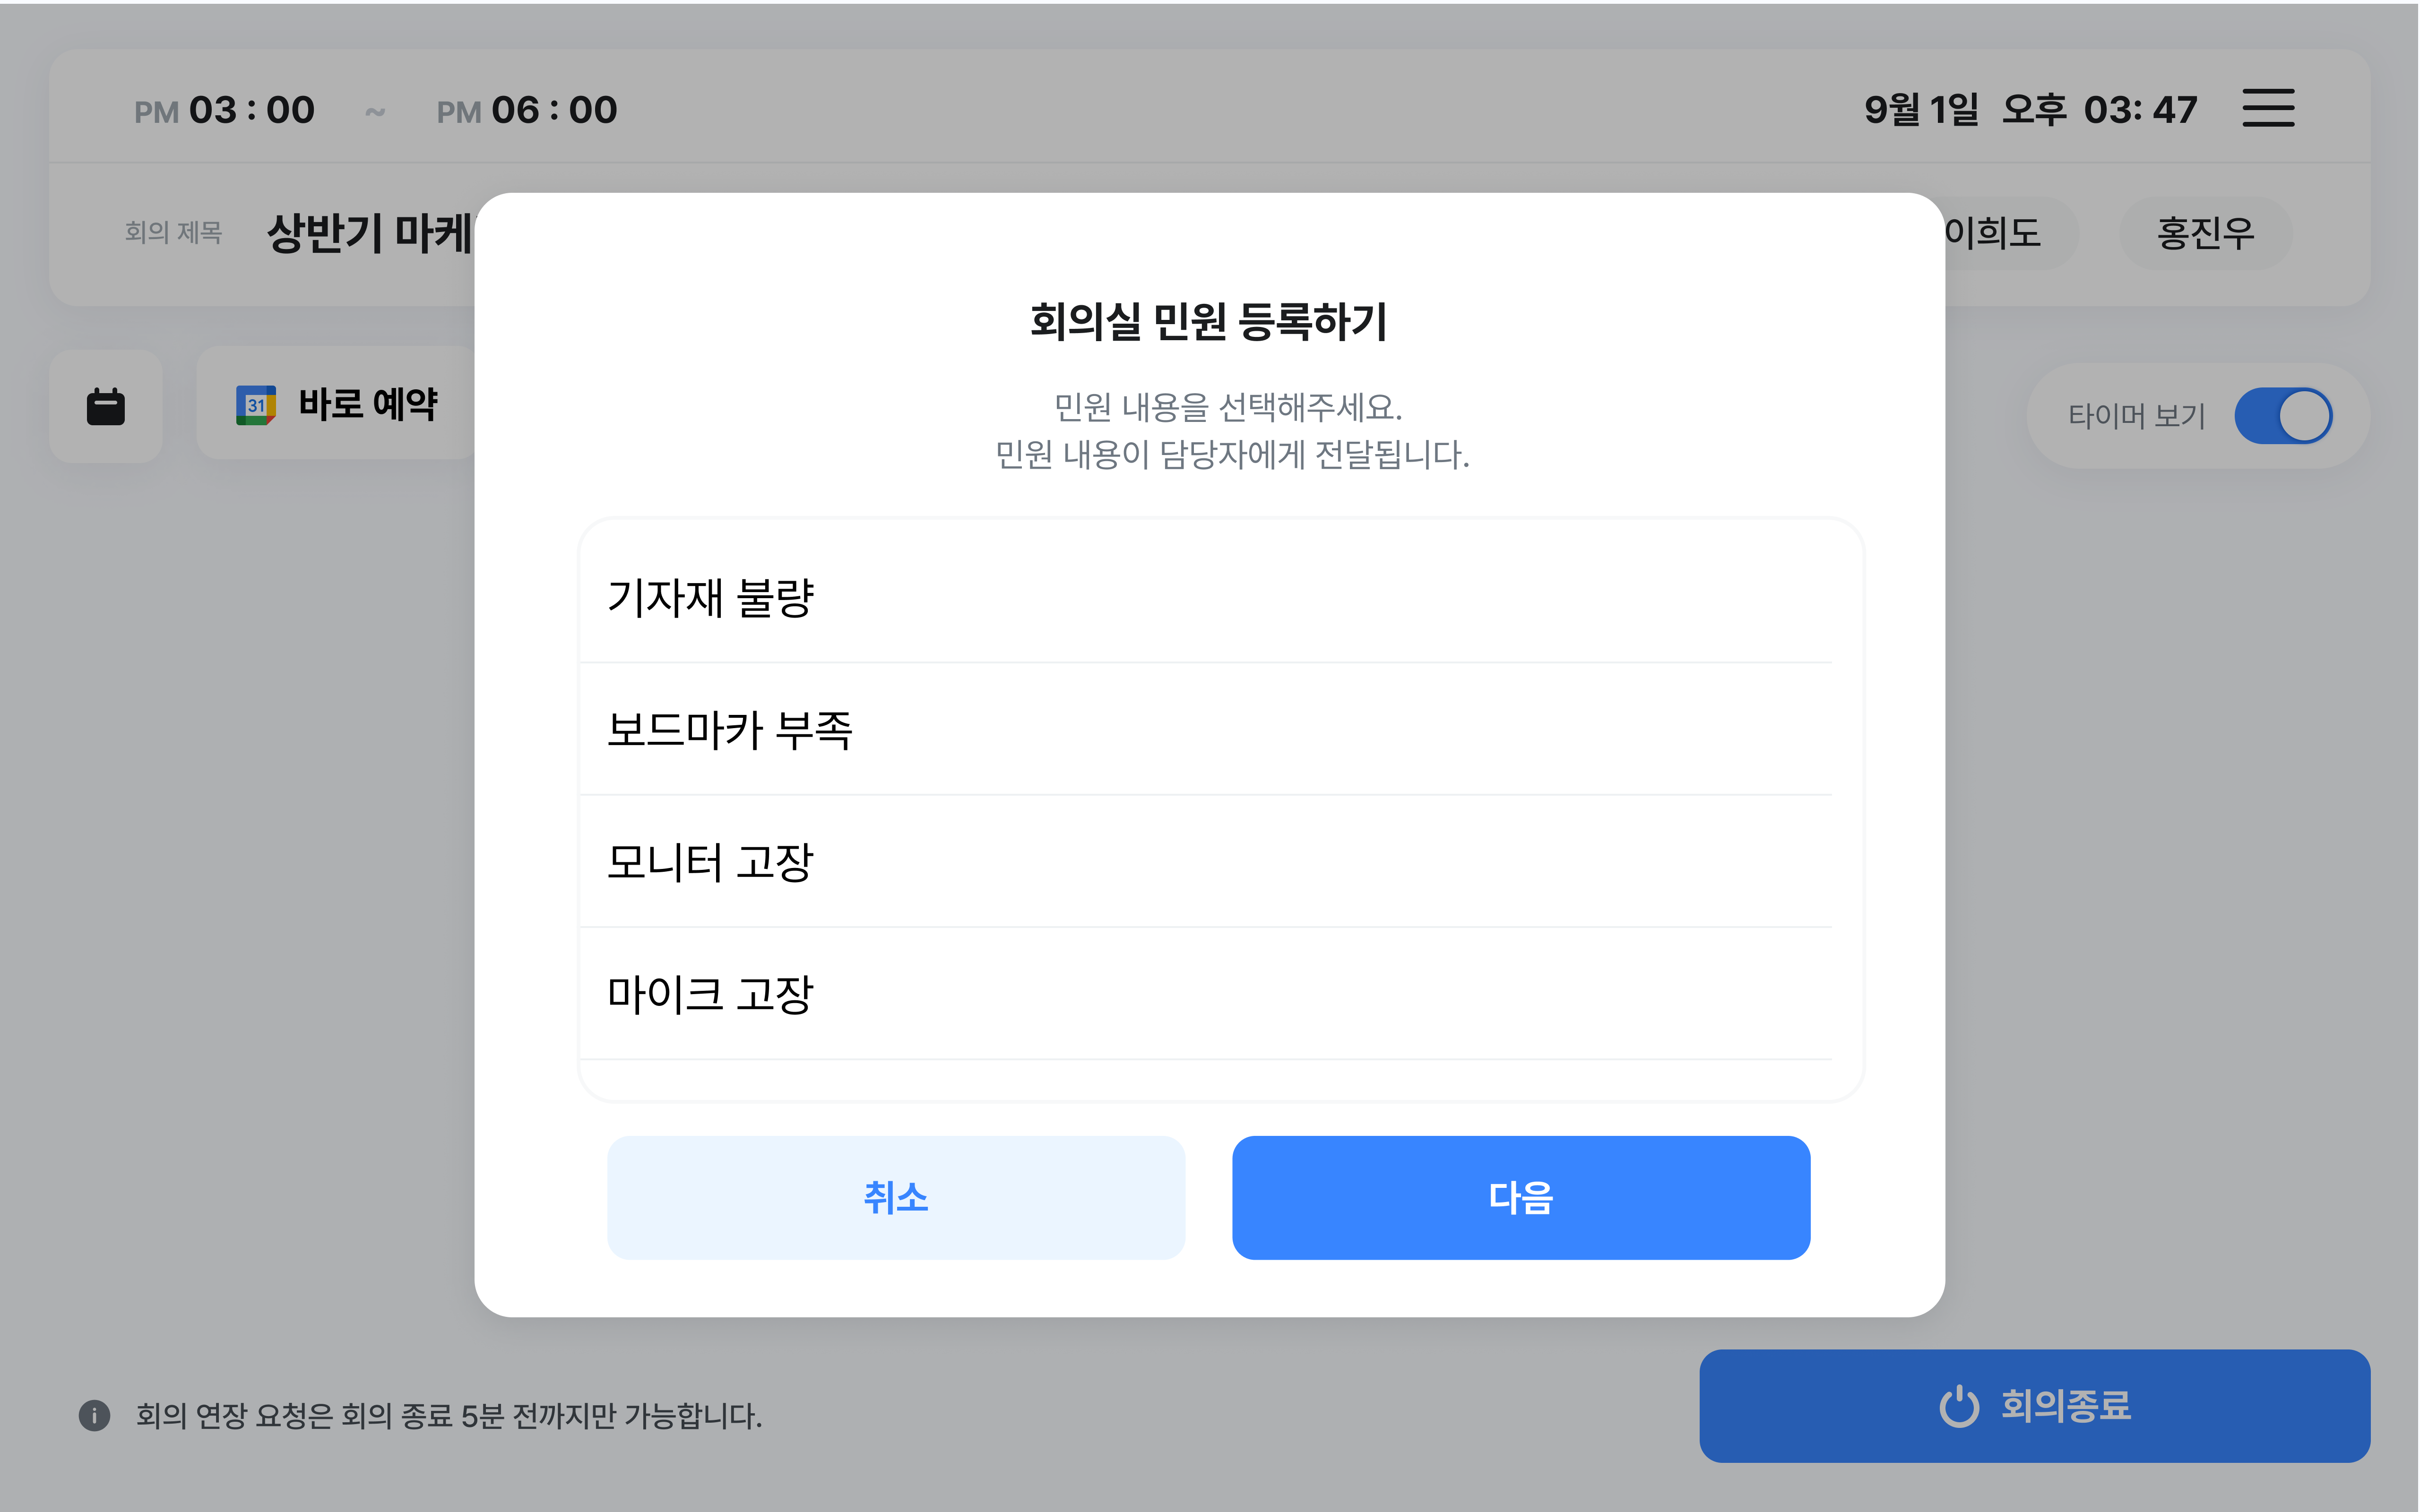 PM 03 : 00 ~ PM 06 : 00
9월 1일 오후 03: 47
회의 제목 상반기 마케
이희도 홍진우
31 바로 예약
타이머 보기
회의실 민원 등록하기
민원 내용을 선택해주세요.
민원 내용이 담당자에게 전달됩니다.
기자재 불량
보드마카 부족
모니터 고장
마이크 고장
취소 다음
회의 연장 요청은 회의 종료 5분 전까지만 가능합니다.
회의종료